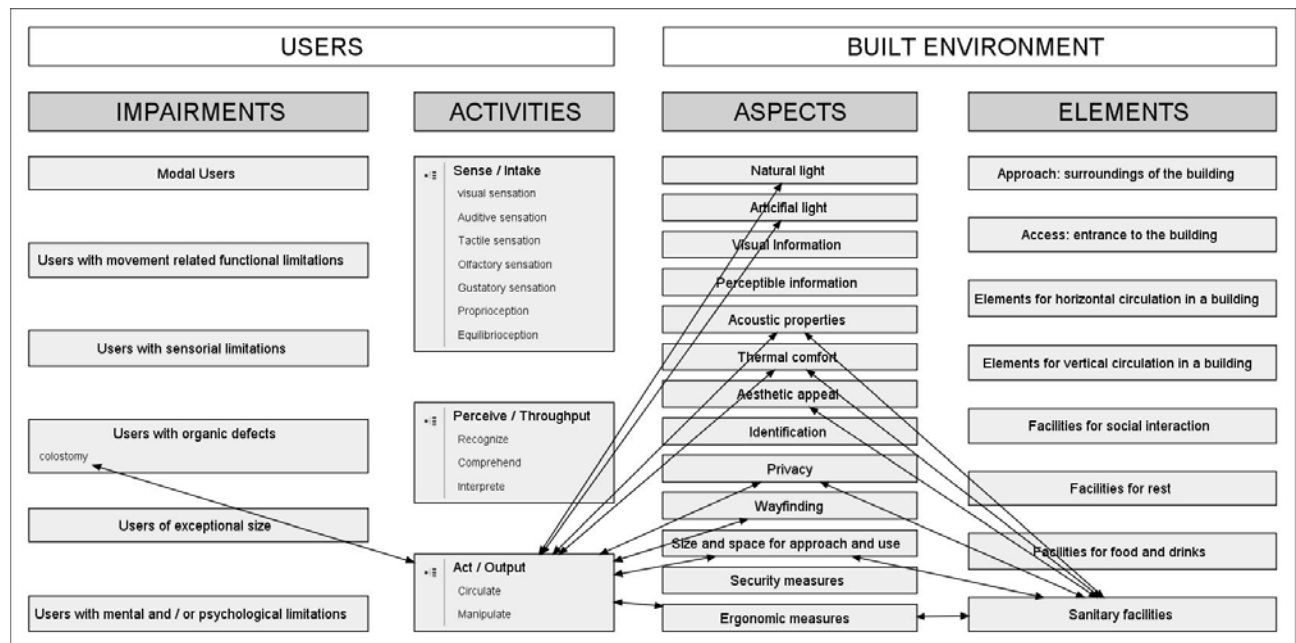 USERS
BUILT ENVIRONMENT
IMPAIRMENTS
ACTIVITIES
ASPECTS
ELEMENTS
Modal Users
Users with movement related functional limitations
Users with sensorial limitations
Users with organic defects
colostomy
Users of exceptional size
Users with mental and / or psychological limitations
Sense / Intake
visual sensation
Auditive sensation
Tactile sensation
Olfactory sensation
Gustatory sensation
Proprioception
Equilibrioception
Perceive / Throughput
Recognize
Comprehend
Interprete
Act / Output
Circulate
Manipulate
Natural light
Articifial light
Visual Information
Perceptible information
Acoustic properties
Thermal comfort
Aesthetic appeal
Identification
Privacy
Wayfinding
Size and space for approach and use
Security measures
Ergonomic measures
Approach: surroundings of the building
Access: entrance to the building
Elements for horizontal circulation in a building
Elements for vertical circulation in a building
Facilities for social interaction
Facilities for rest
Facilities for food and drinks
Sanitary facilities